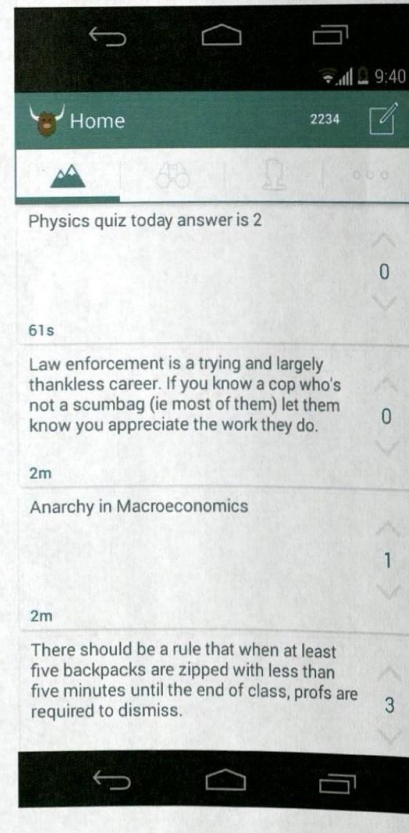 9:40
Home
2234
Physics quiz today answer is 2
0
61s
Law enforcement is a trying and largely
thankless career. If you know a cop who's
not a scumbag (ie most of them) let them
know you appreciate the work they do.
0
2m
Anarchy in Macroeconomics
1
2m
There should be a rule that when at least
five backpacks are zipped with less than
five minutes until the end of class, profs are
required to dismiss.
3